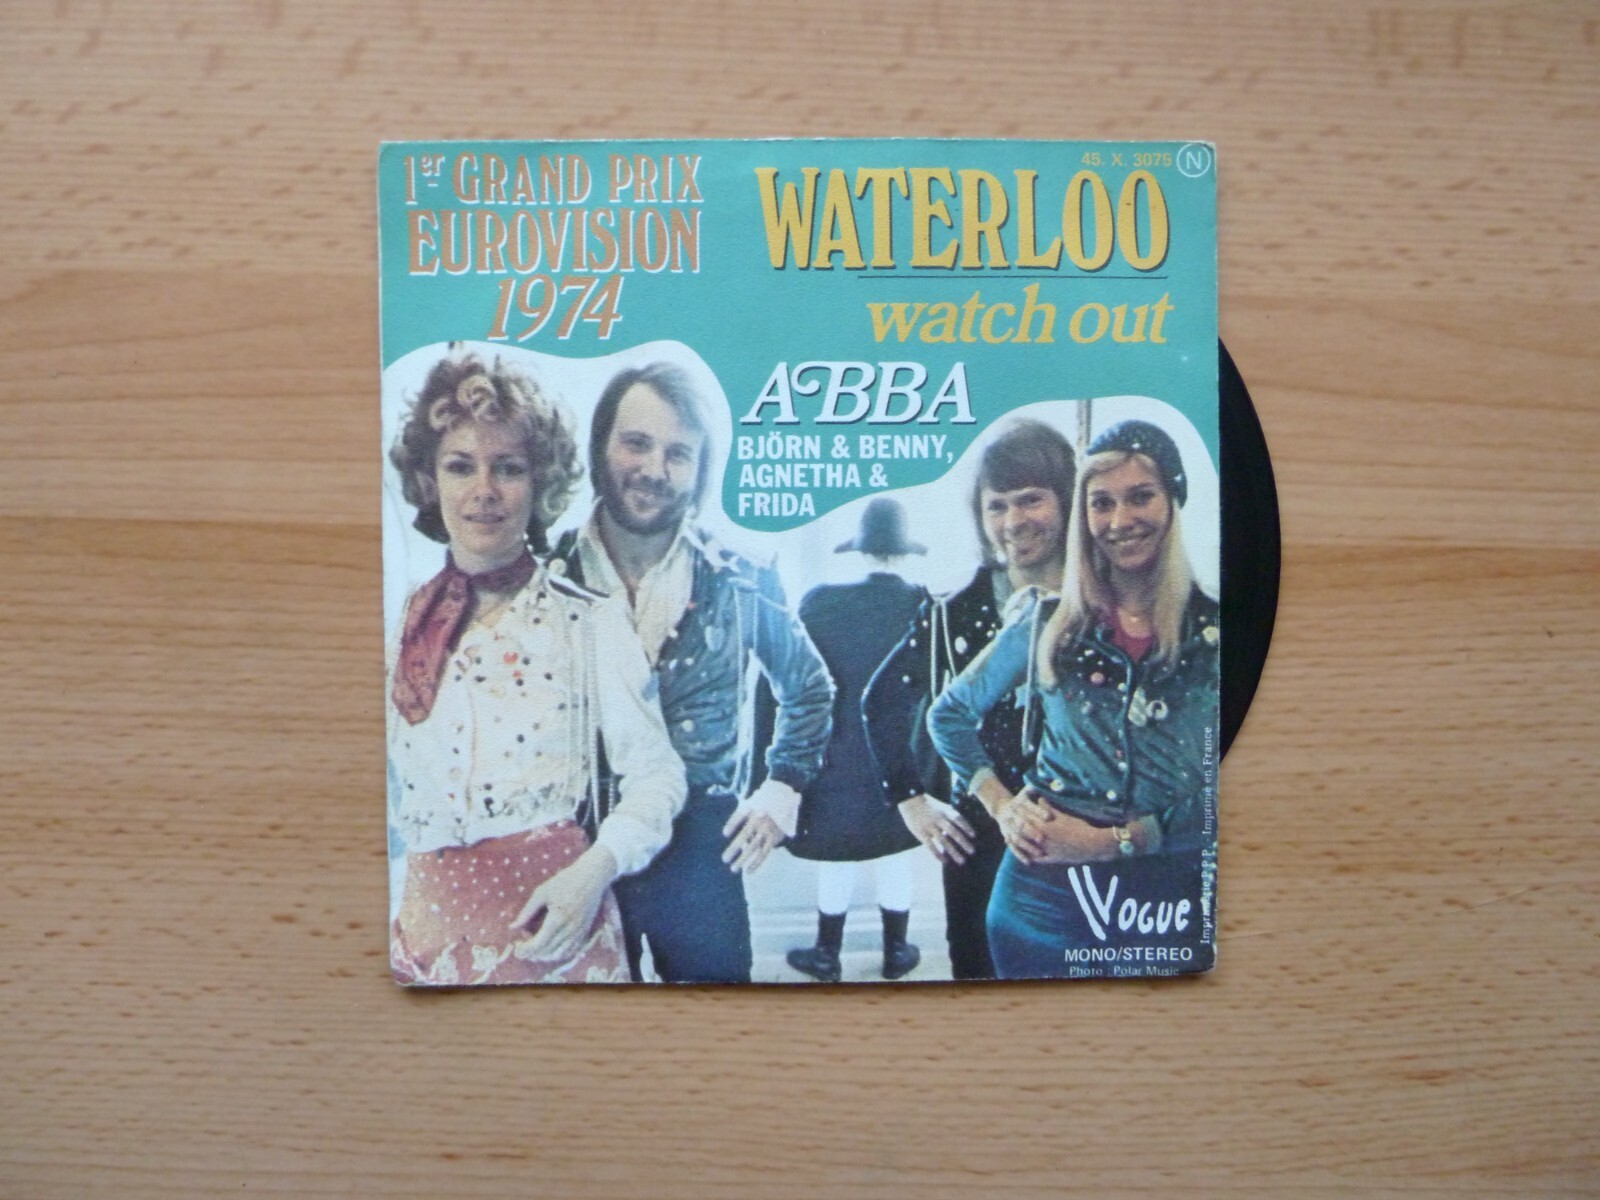 1er GRAND PRIX
EUROVISION
1974
45. X. 3075 N
WATERLOO
watch out
ABBA
BJÖRN & BENNY,
AGNETHA &
FRIDA
VOGUE
MONO/STEREO
Photo : Polar Music
Imprimerie P.P.P. - Imprimé en France